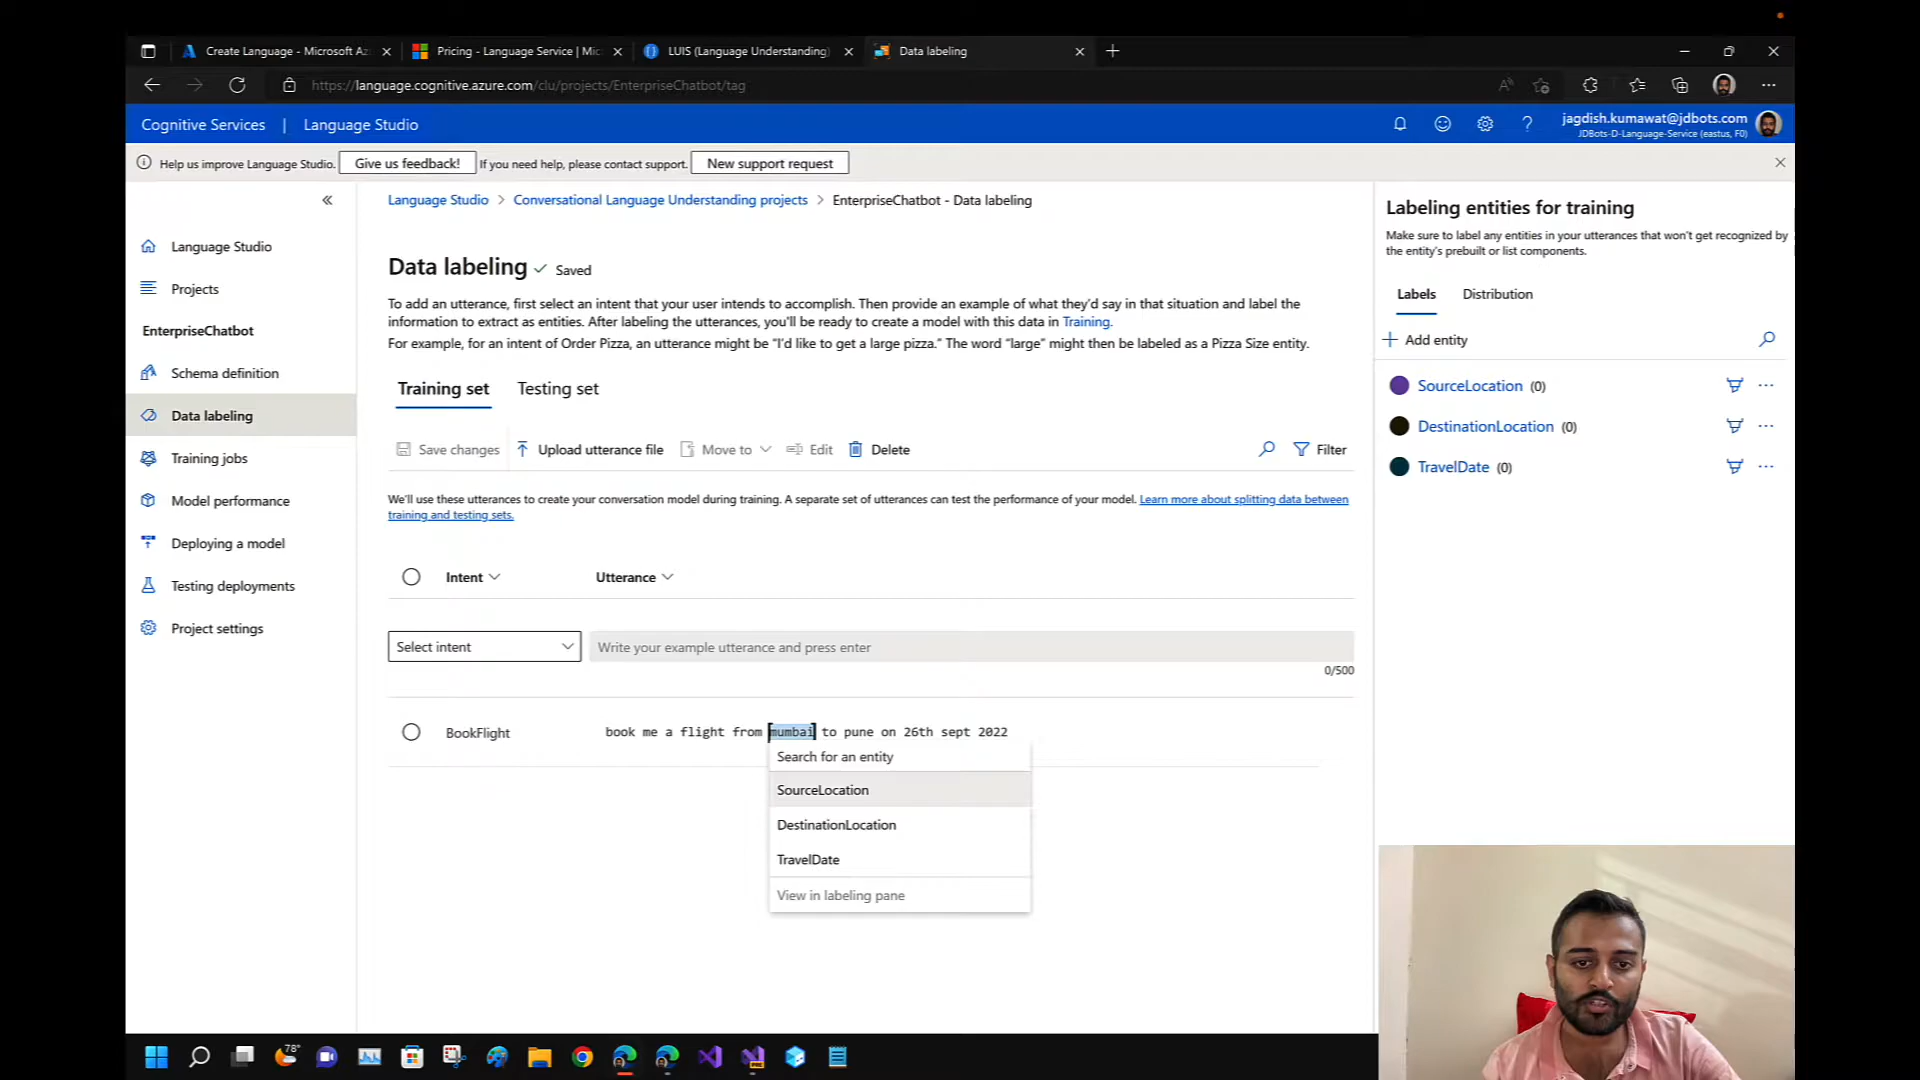 Create Language - Microsoft Az
Pricing - Language Service | Mic
LUIS (Language Understanding)
Data labeling
https://language.cognitive.azure.com/clu/projects/EnterpriseChatbot/tag
Cognitive Services | Language Studio
jagdish.kumawat@jdbots.com
JDBots-D-Language-Service (eastus, F0)
Help us improve Language Studio. Give us feedback! If you need help, please contact support. New support request
Language Studio
Projects
EnterpriseChatbot
Schema definition
Data labeling
Training jobs
Model performance
Deploying a model
Testing deployments
Project settings
Language Studio > Conversational Language Understanding projects > EnterpriseChatbot - Data labeling
Data labeling Saved
To add an utterance, first select an intent that your user intends to accomplish. Then provide an example of what they'd say in that situation and label the
information to extract as entities. After labeling the utterances, you'll be ready to create a model with this data in Training.
For example, for an intent of Order Pizza, an utterance might be "I'd like to get a large pizza." The word "large" might then be labeled as a Pizza Size entity.
Training set Testing set
Save changes Upload utterance file Move to Edit Delete Filter
We'll use these utterances to create your conversation model during training. A separate set of utterances can test the performance of your model. Learn more about splitting data between
training and testing sets.
Intent Utterance
Select intent Write your example utterance and press enter
0/500
BookFlight book me a flight from mumbai to pune on 26th sept 2022
Search for an entity
SourceLocation
DestinationLocation
TravelDate
View in labeling pane
Labeling entities for training
Make sure to label any entities in your utterances that won't get recognized by
the entity's prebuilt or list components.
Labels Distribution
Add entity
SourceLocation (0)
DestinationLocation (0)
TravelDate (0)
78°